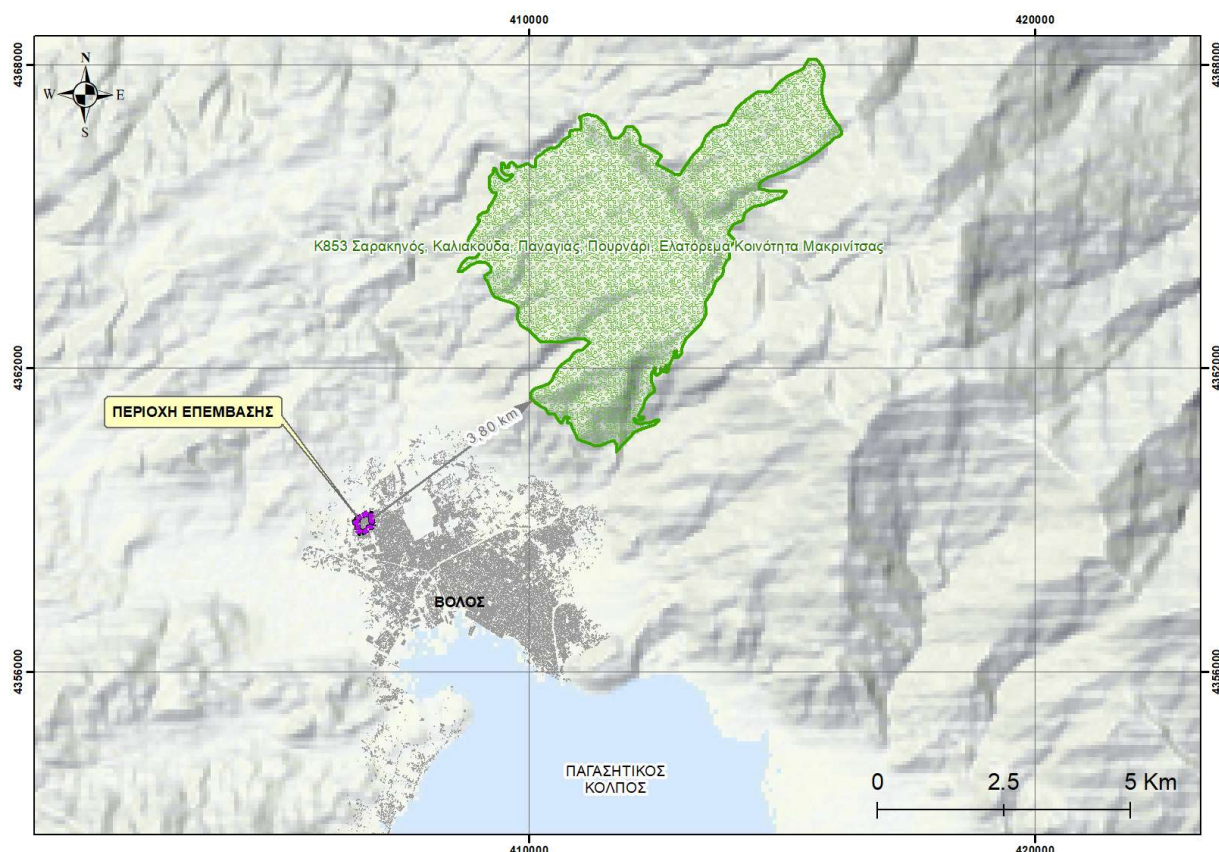 410000 420000
4368000 4368000
N
W E
S
K853 Σαρακηνός, Καλιακούδα, Παναγιάς, Πουρνάρι, Ελατόρεμα Κοινότητα Μακρινίτσας
4362000 4362000
ΠΕΡΙΟΧΗ ΕΠΕΜΒΑΣΗΣ
3,80 km
ΒΟΛΟΣ
4356000 4356000
ΠΑΓΑΣΗΤΙΚΟΣ
ΚΟΛΠΟΣ
0 2.5 5 Km
410000 420000